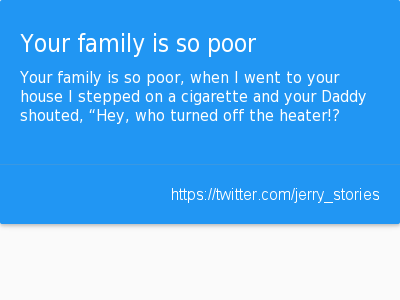 Your family is so poor
Your family is so poor, when I went to your
house I stepped on a cigarette and your Daddy
shouted, “Hey, who turned off the heater!?
https://twitter.com/jerry_stories